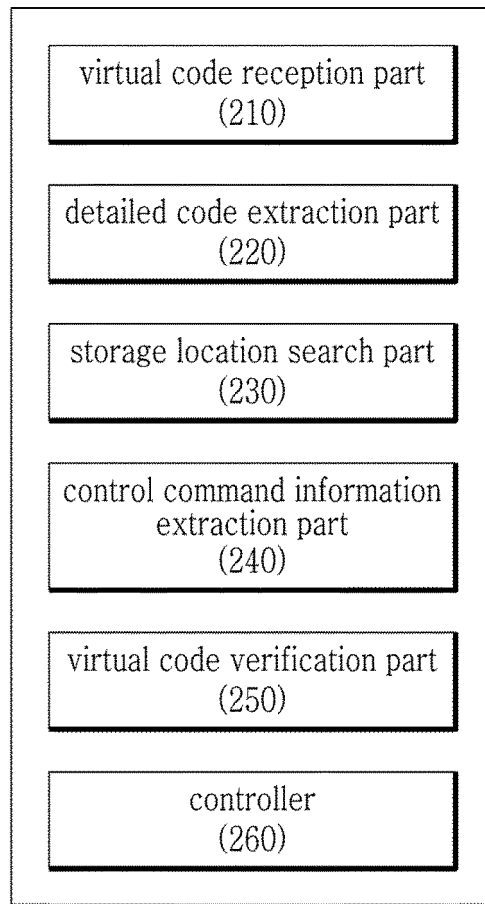 virtual code reception part
(210)
detailed code extraction part
(220)
storage location search part
(230)
control command information
extraction part
(240)
virtual code verification part
(250)
controller
(260)